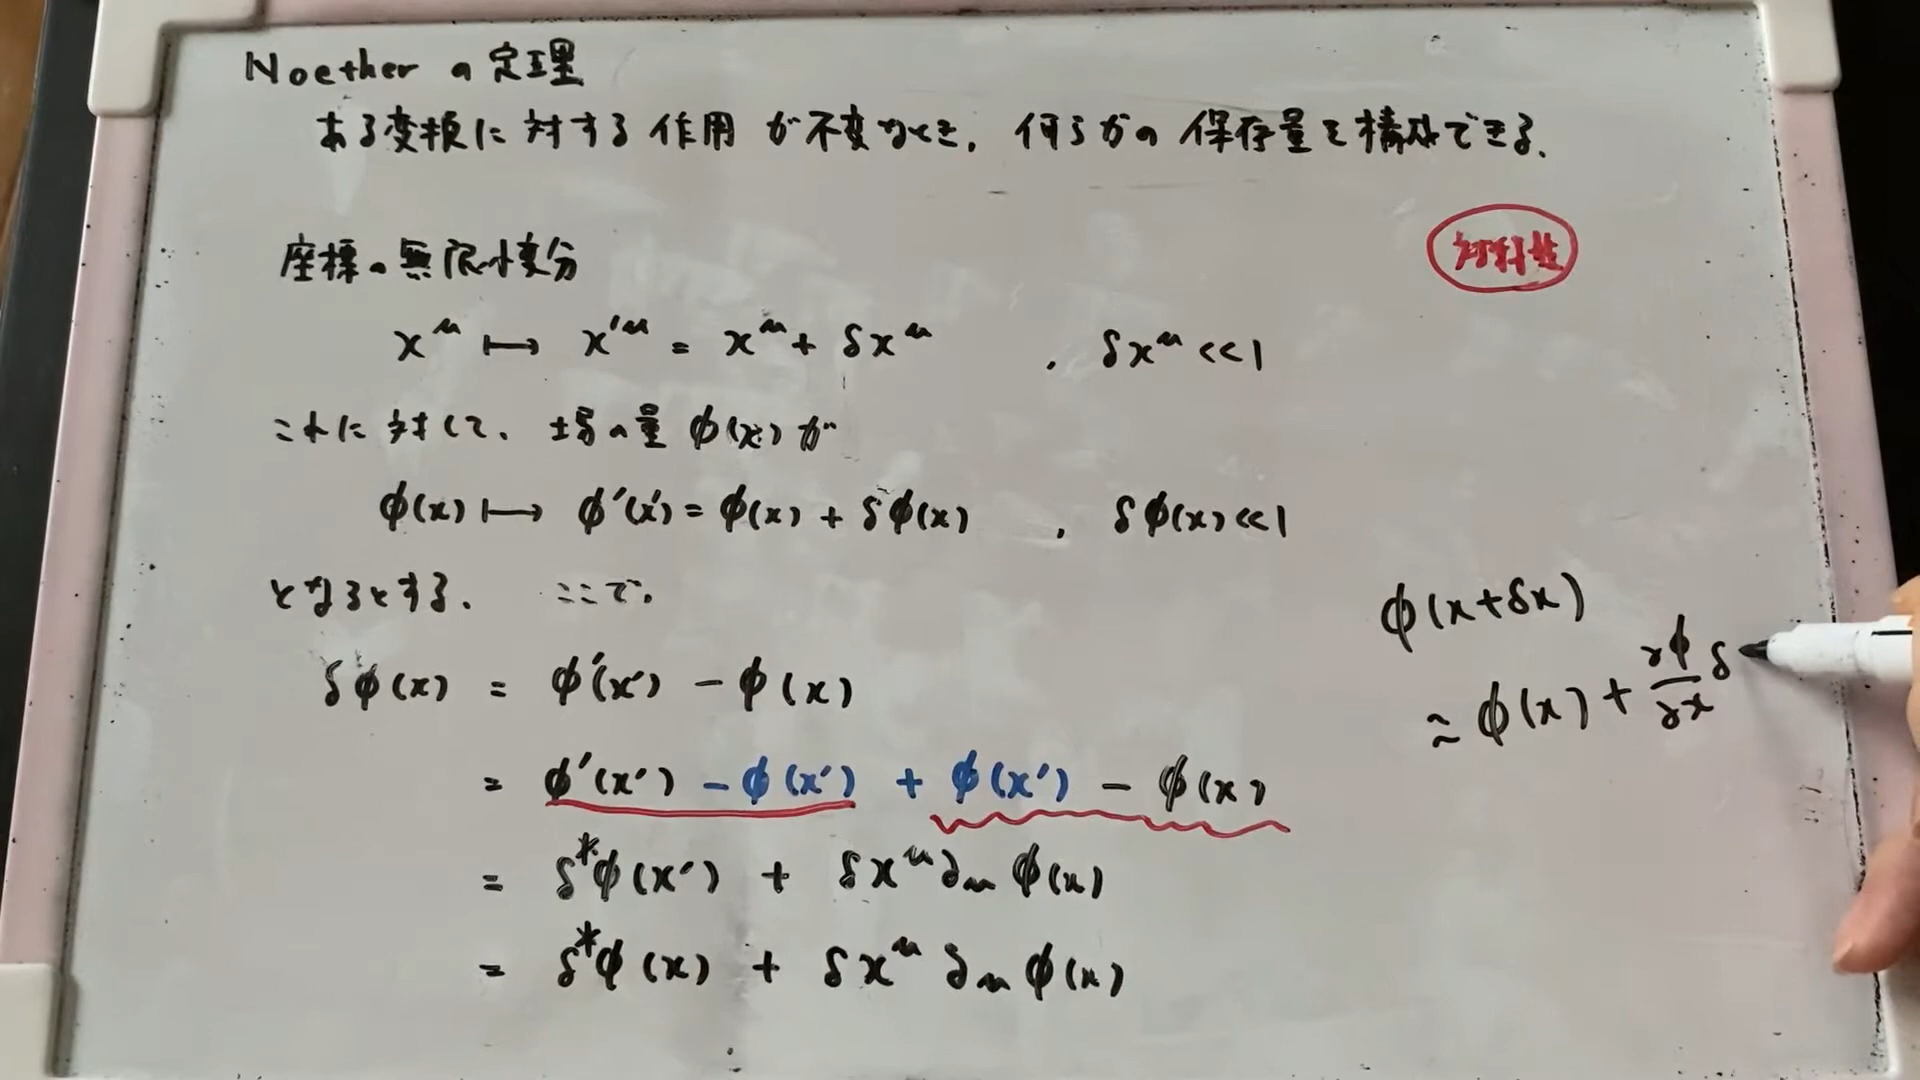 Noether の定理
ある変換に対する作用が不変なとき、何らかの保存量を構成できる.
対称性
座標の無限小変分
x^μ ↦ x'^μ = x^μ + δx^μ , δx^μ << 1
これに対して、場の量 φ(x) が
φ(x) ↦ φ'(x') = φ(x) + δφ(x) , δφ(x) << 1
となるとする. ここで,
δφ(x) = φ'(x') - φ(x)
= φ'(x') - φ(x') + φ(x') - φ(x)
= δ*φ(x') + δx^μ ∂_μ φ(x)
= δ*φ(x) + δx^μ ∂_μ φ(x)
φ(x+δx)
≃ φ(x) + ∂φ/∂x δ